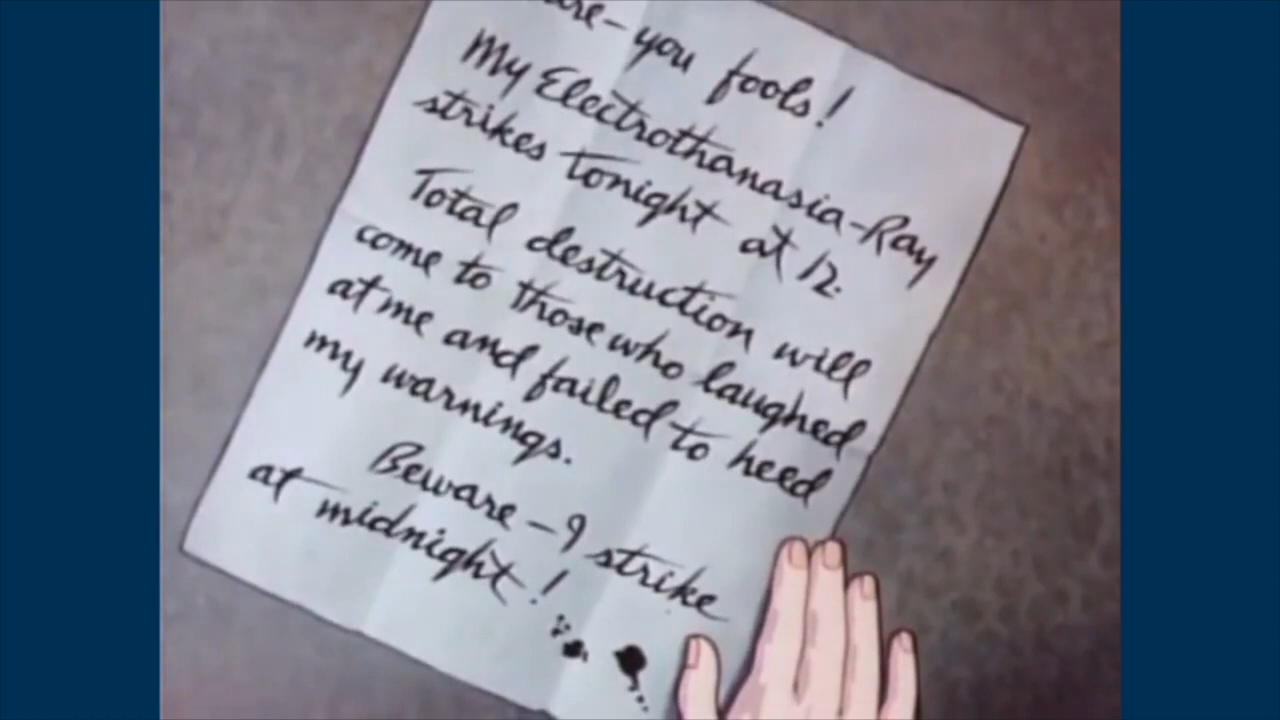 are- you fools!
My Electrothanasia-Ray
strikes tonight at 12.
Total destruction will
come to those who laughed
at me and failed to heed
my warnings.
Beware - I strike
at midnight!